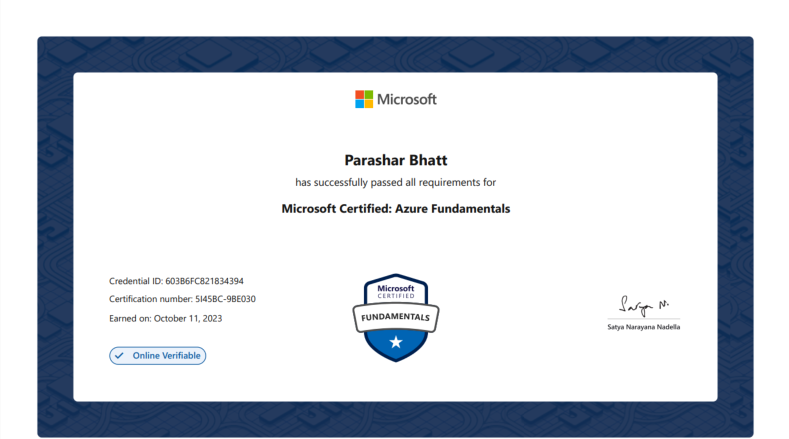 Microsoft
Parashar Bhatt
has successfully passed all requirements for
Microsoft Certified: Azure Fundamentals
Credential ID: 603B6FC821834394
Certification number: 5I45BC-9BE030
Earned on: October 11, 2023
Online Verifiable
Microsoft
CERTIFIED
FUNDAMENTALS
Satya N.
Satya Narayana Nadella